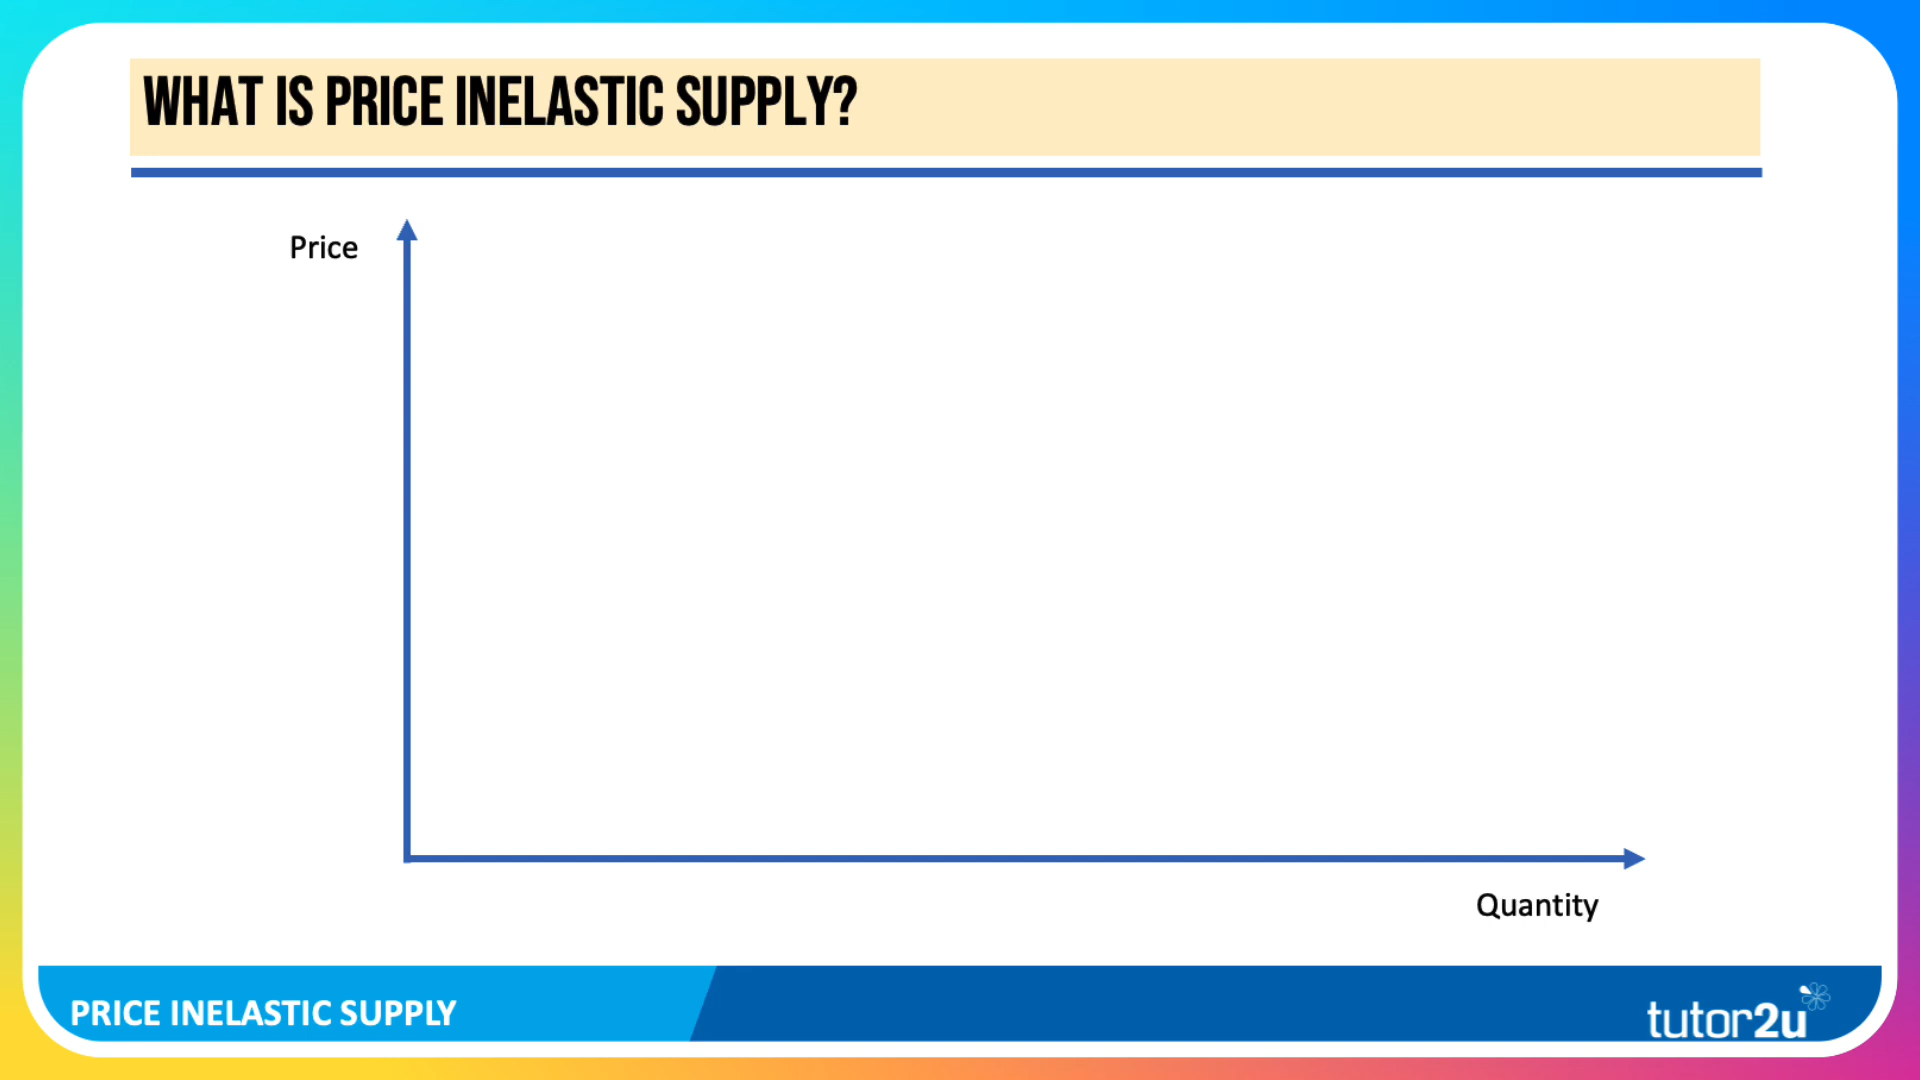 WHAT IS PRICE INELASTIC SUPPLY?
Price
Quantity
PRICE INELASTIC SUPPLY
tutor2u